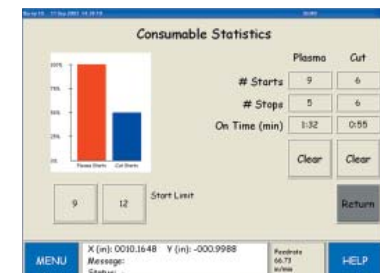 Consumable Statistics
Plasma Cut
# Starts 9 6
# Stops 5 6
On Time (min) 1:32 0:55
Clear Clear
100%
75%
50%
25%
0%
Plasma Starts Cut Starts
9 12 Start Limit
Return
MENU
X (in): 0010.1648 Y (in): -000.9988
Message:
Status:
Feedrate
66.73
in/min
HELP